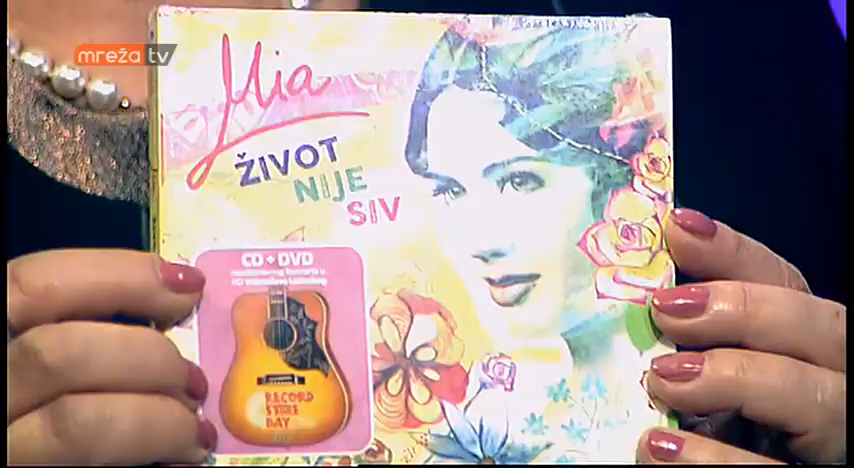 mreža tv
Mia
ŽIVOT
NIJE
SIV
CD + DVD
RECORD
STORE
DAY